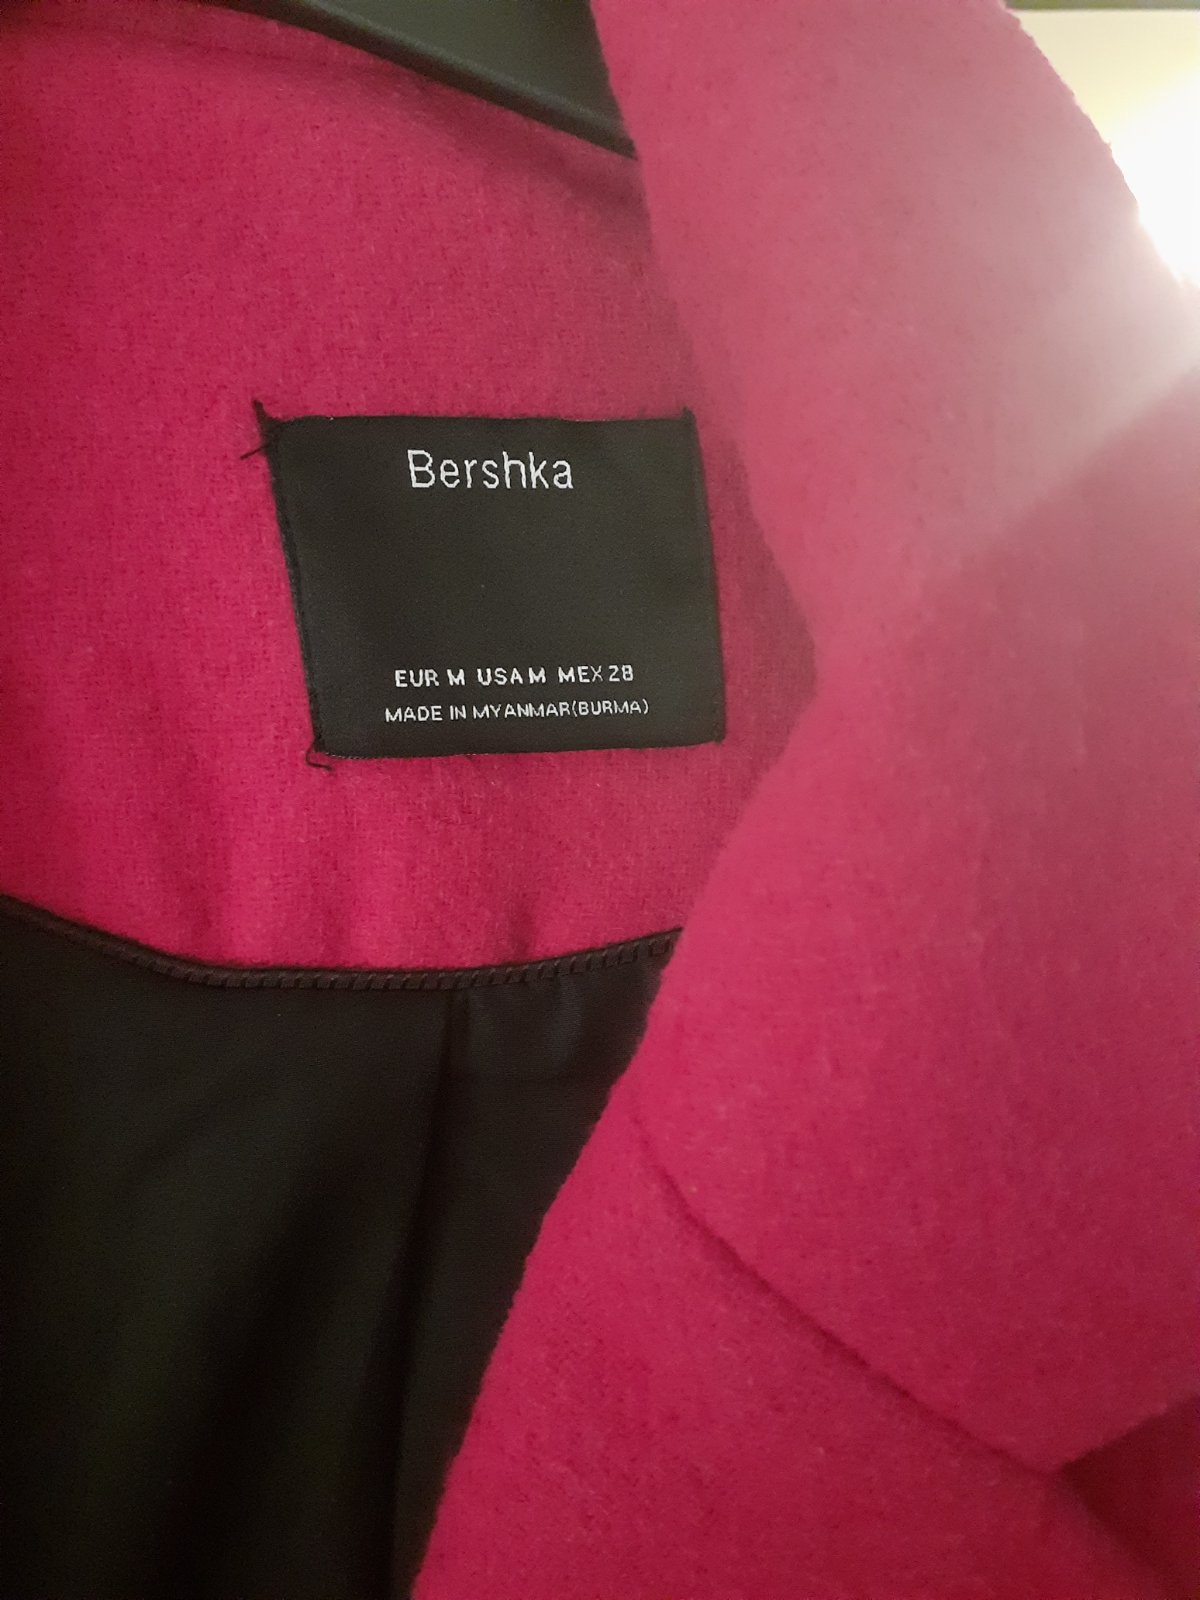 Bershka
EUR M USA M MEX 28
MADE IN MYANMAR(BURMA)